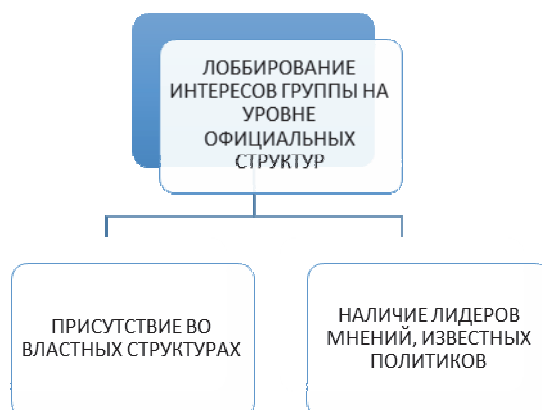 ЛОББИРОВАНИЕ
ИНТЕРЕСОВ ГРУППЫ НА
УРОВНЕ
ОФИЦИАЛЬНЫХ
СТРУКТУР
ПРИСУТСТВИЕ ВО
ВЛАСТНЫХ СТРУКТУРАХ
НАЛИЧИЕ ЛИДЕРОВ
МНЕНИЙ, ИЗВЕСТНЫХ
ПОЛИТИКОВ